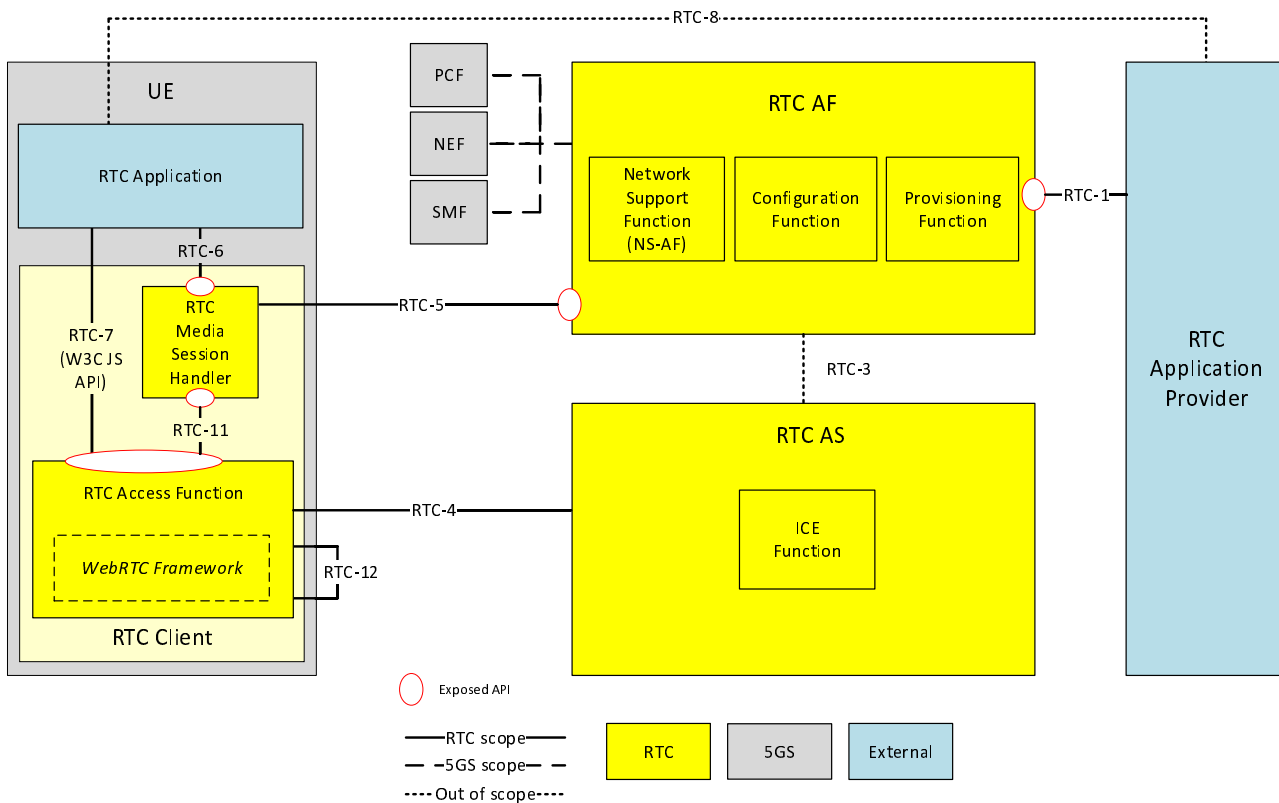 RTC-8
UE
PCF
NEF
SMF
RTC AF
Network
Support
Function
(NS-AF)
Configuration
Function
Provisioning
Function
RTC-1
RTC
Application
Provider
RTC Application
RTC-6
RTC-7
(W3C JS
API)
RTC
Media
Session
Handler
RTC-5
RTC-11
RTC-3
RTC AS
ICE
Function
RTC Access Function
RTC-4
WebRTC Framework
RTC-12
RTC Client
Exposed API
RTC scope
5GS scope
Out of scope
RTC
5GS
External